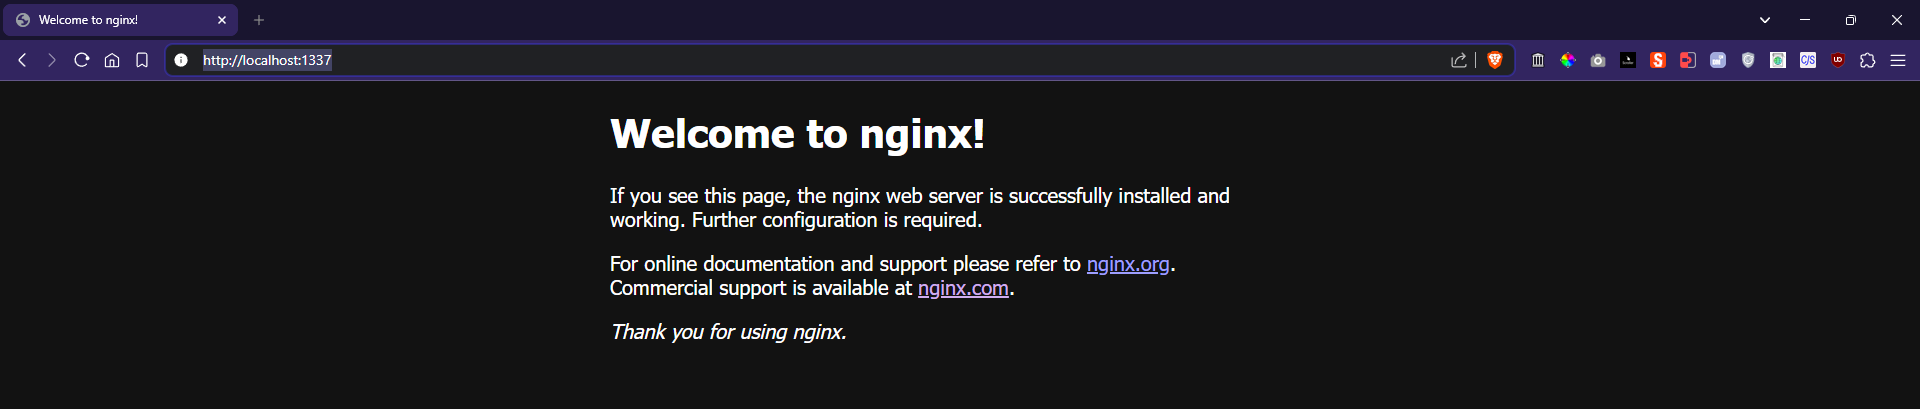 Welcome to nginx!
http://localhost:1337
CJS
UD
Welcome to nginx!
If you see this page, the nginx web server is successfully installed and
working. Further configuration is required.
For online documentation and support please refer to nginx.org.
Commercial support is available at nginx.com.
Thank you for using nginx.